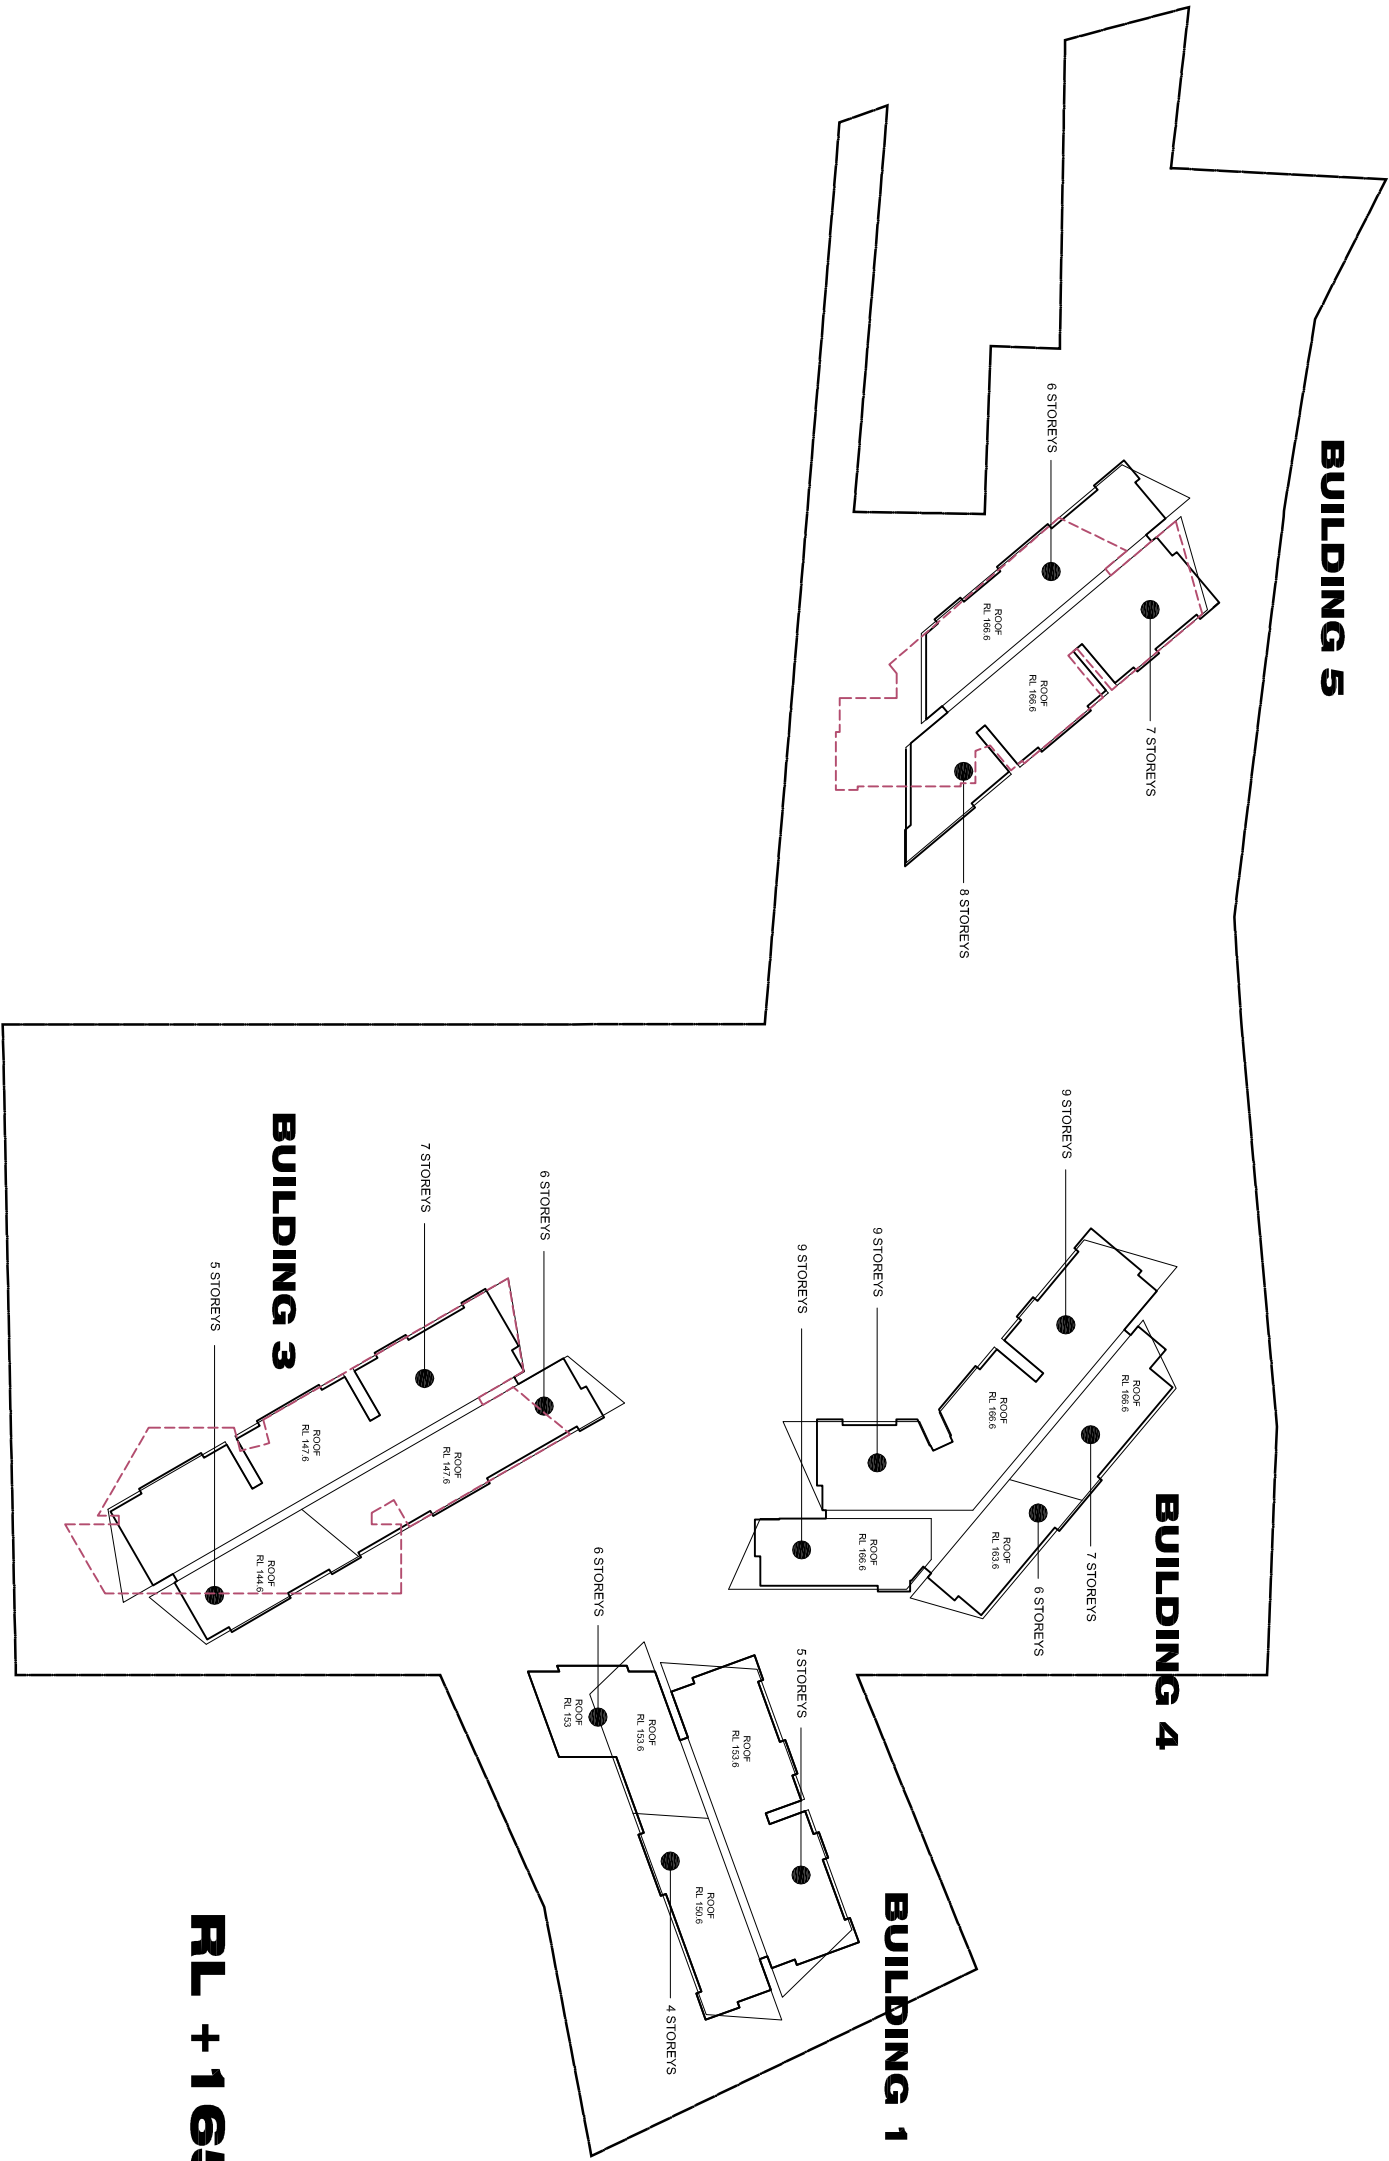 BUILDING 5
6 STOREYS
7 STOREYS
ROOF
RL 166.6
ROOF
RL 166.6
8 STOREYS
BUILDING 4
9 STOREYS
ROOF
RL 166.6
7 STOREYS
6 STOREYS
ROOF
RL 163.6
ROOF
RL 166.6
9 STOREYS
ROOF
RL 166.6
9 STOREYS
BUILDING 1
5 STOREYS
ROOF
RL 153.6
ROOF
RL 150.6
4 STOREYS
ROOF
RL 153.6
6 STOREYS
ROOF
RL 153
6 STOREYS
ROOF
RL 147.6
7 STOREYS
ROOF
RL 147.6
BUILDING 3
ROOF
RL 144.6
5 STOREYS
RL +165